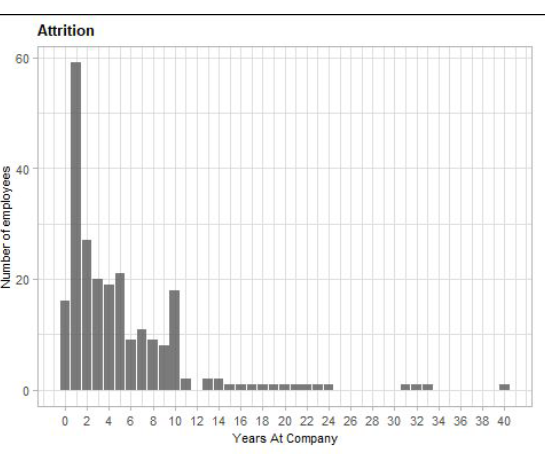 Attrition
60
40
20
0
Number of employees
0 2 4 6 8 10 12 14 16 18 20 22 24 26 28 30 32 34 36 38 40
Years At Company